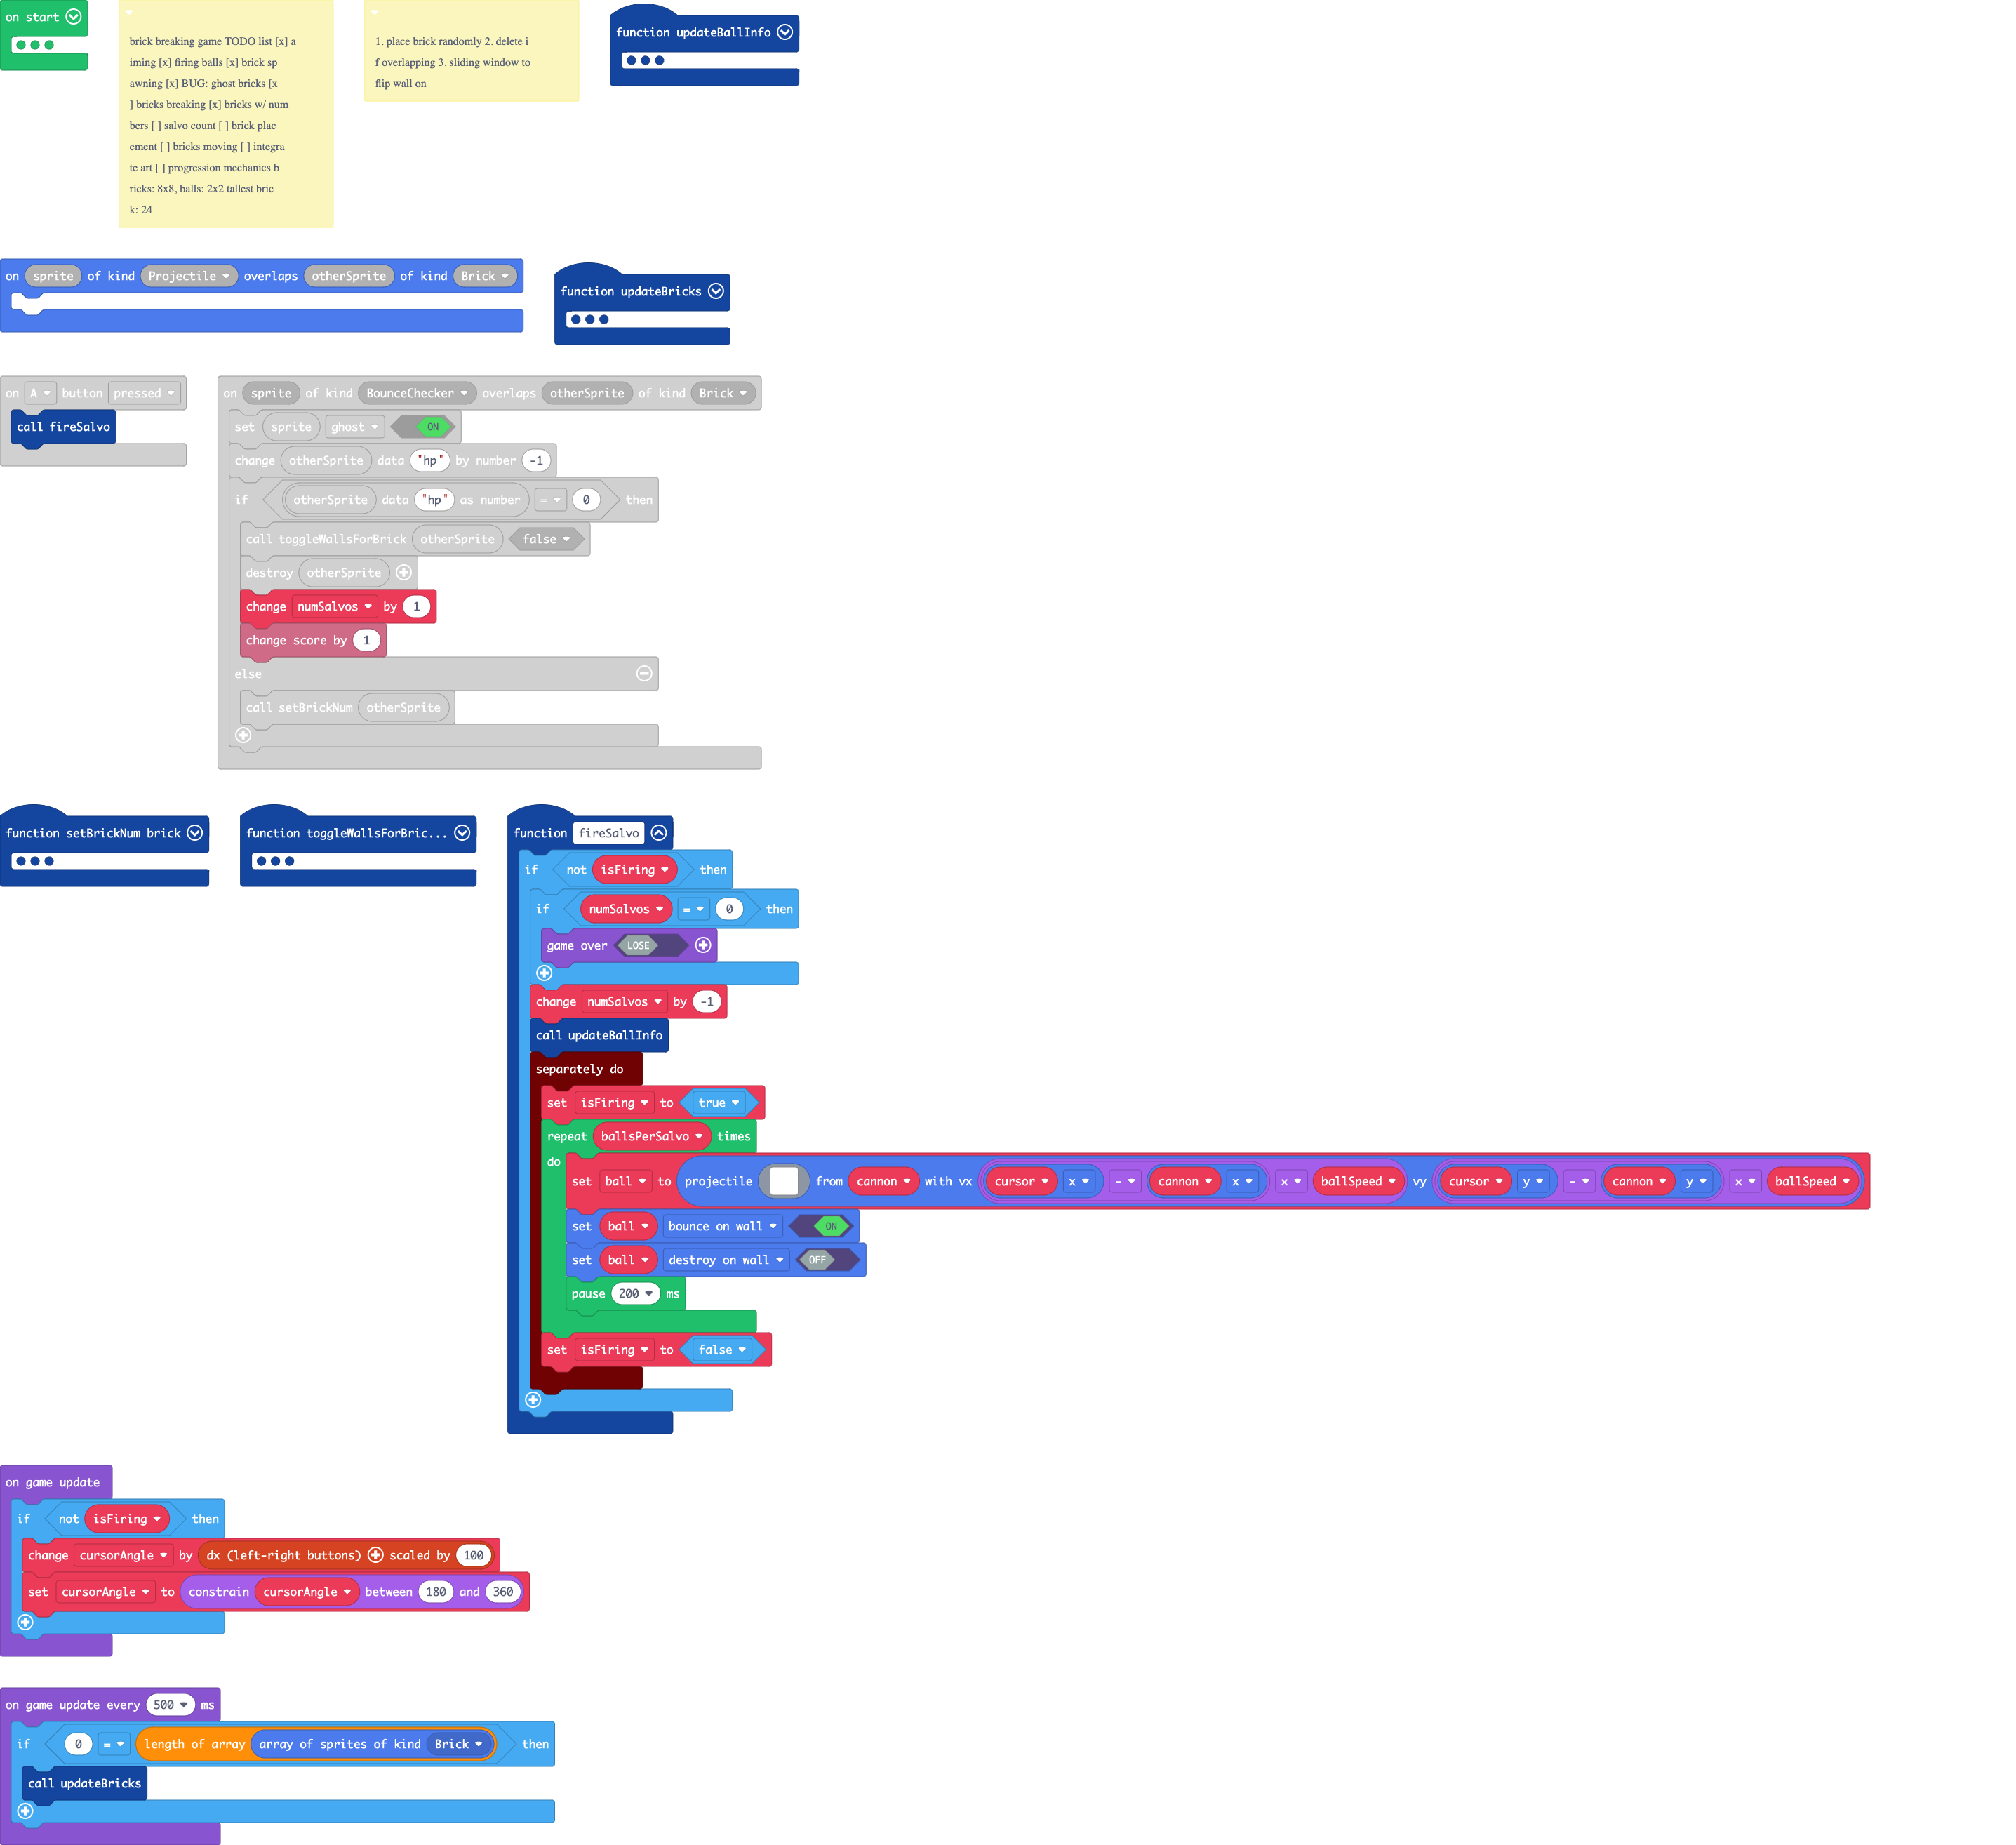 on start
brick breaking game TODO list [x] a
iming [x] firing balls [x] brick sp
awning [x] BUG: ghost bricks [x
] bricks breaking [x] bricks w/ num
bers [ ] salvo count [ ] brick plac
ement [ ] bricks moving [ ] integra
te art [ ] progression mechanics b
ricks: 8x8, balls: 2x2 tallest bric
k: 24
1. place brick randomly 2. delete i
f overlapping 3. sliding window to
flip wall on
function updateBallInfo
on sprite of kind Projectile overlaps otherSprite of kind Brick
function updateBricks
on A button pressed
call fireSalvo
on sprite of kind BounceChecker overlaps otherSprite of kind Brick
set sprite ghost ON
change otherSprite data "hp" by number -1
if otherSprite data "hp" as number = 0 then
call toggleWallsForBrick otherSprite false
destroy otherSprite
change numSalvos by 1
change score by 1
else
call setBrickNum otherSprite
function setBrickNum brick
function toggleWallsForBric...
function fireSalvo
if not isFiring then
if numSalvos = 0 then
game over LOSE
change numSalvos by -1
call updateBallInfo
separately do
set isFiring to true
repeat ballsPerSalvo times
do
set ball to projectile from cannon with vx cursor x - cannon x x ballSpeed vy cursor y - cannon y x ballSpeed
set ball bounce on wall ON
set ball destroy on wall OFF
pause 200 ms
set isFiring to false
on game update
if not isFiring then
change cursorAngle by dx (left-right buttons) scaled by 100
set cursorAngle to constrain cursorAngle between 180 and 360
on game update every 500 ms
if 0 = length of array array of sprites of kind Brick then
call updateBricks